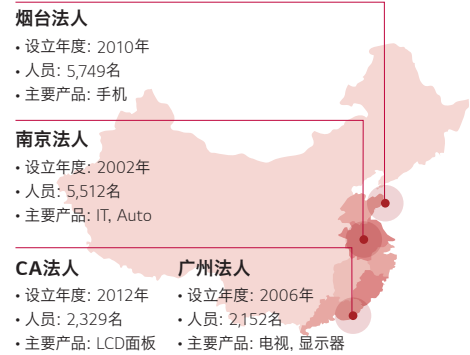 烟台法人
• 设立年度: 2010年
• 人员: 5,749名
• 主要产品: 手机
南京法人
• 设立年度: 2002年
• 人员: 5,512名
• 主要产品: IT, Auto
CA法人
• 设立年度: 2012年
• 人员: 2,329名
• 主要产品: LCD面板
广州法人
• 设立年度: 2006年
• 人员: 2,152名
• 主要产品: 电视, 显示器